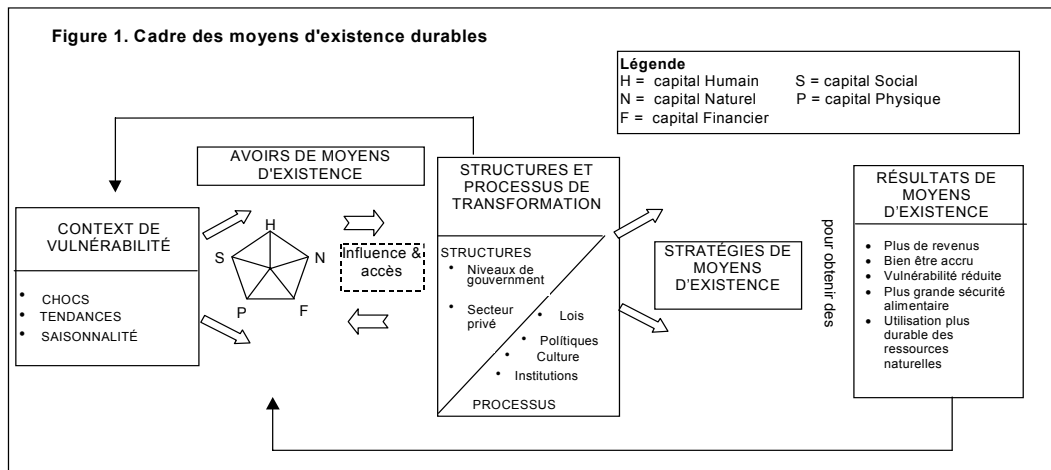 Figure 1. Cadre des moyens d'existence durables
Légende
H = capital Humain S = capital Social
N = capital Naturel P = capital Physique
F = capital Financier
CONTEXT DE
VULNÉRABILITÉ
• CHOCS
• TENDANCES
• SAISONNALITÉ
AVOIRS DE MOYENS
D'EXISTENCE
H
S
N
P
F
Influence &
accès
STRUCTURES ET
PROCESSUS DE
TRANSFORMATION
STRUCTURES
• Niveaux de
gouvernment
• Secteur
privé
• Lois
• Polítiques
• Culture
• Institutions
PROCESSUS
STRATÉGIES DE
MOYENS
D'EXISTENCE
pour obtenir des
RÉSULTATS DE
MOYENS
D'EXISTENCE
• Plus de revenus
• Bien être accru
• Vulnérabilité réduite
• Plus grande sécurité
alimentaire
• Utilisation plus
durable des
ressources
naturelles